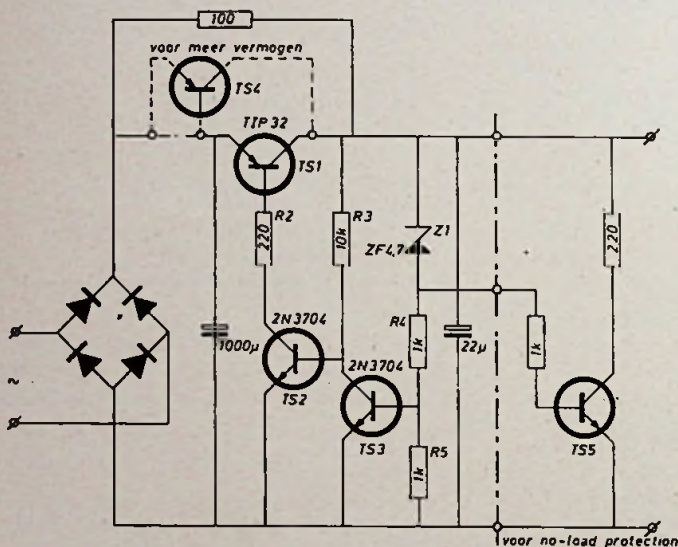 100
voor meer vermogen
TS4
TIP 32
TS1
R2
220
R3
10k
Z1
ZF4,7
220
2N3704
1000µ
TS2
2N3704
TS3
R4
1k
22µ
1k
TS5
R5
1k
~
voor no-load protection